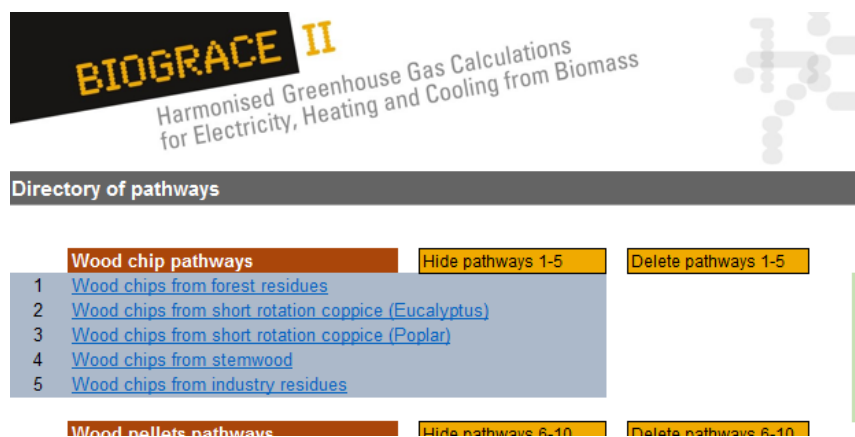 BIOGRACE II
Harmonised Greenhouse Gas Calculations
for Electricity, Heating and Cooling from Biomass
Directory of pathways
Wood chip pathways Hide pathways 1-5 Delete pathways 1-5
1 Wood chips from forest residues
2 Wood chips from short rotation coppice (Eucalyptus)
3 Wood chips from short rotation coppice (Poplar)
4 Wood chips from stemwood
5 Wood chips from industry residues
Wood pellets pathways Hide pathways 6-10 Delete pathways 6-10